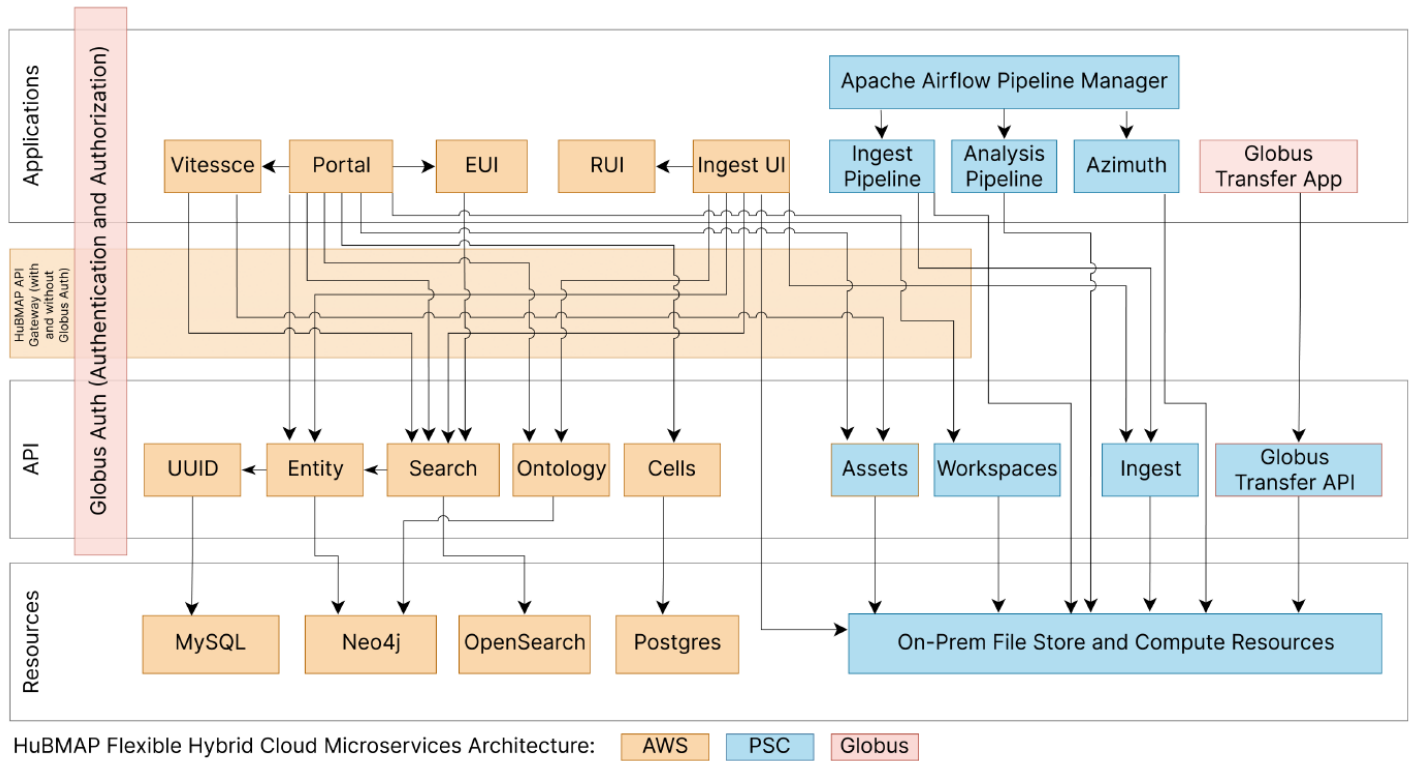 Globus Auth (Authentication and Authorization)
Applications
Apache Airflow Pipeline Manager
Vitessce
Portal
EUI
RUI
Ingest UI
Ingest
Pipeline
Analysis
Pipeline
Azimuth
Globus
Transfer App
HuBMAP API
Gateway (with
and without
Globus Auth)
API
UUID
Entity
Search
Ontology
Cells
Assets
Workspaces
Ingest
Globus
Transfer API
Resources
MySQL
Neo4j
OpenSearch
Postgres
On-Prem File Store and Compute Resources
HuBMAP Flexible Hybrid Cloud Microservices Architecture:
AWS
PSC
Globus